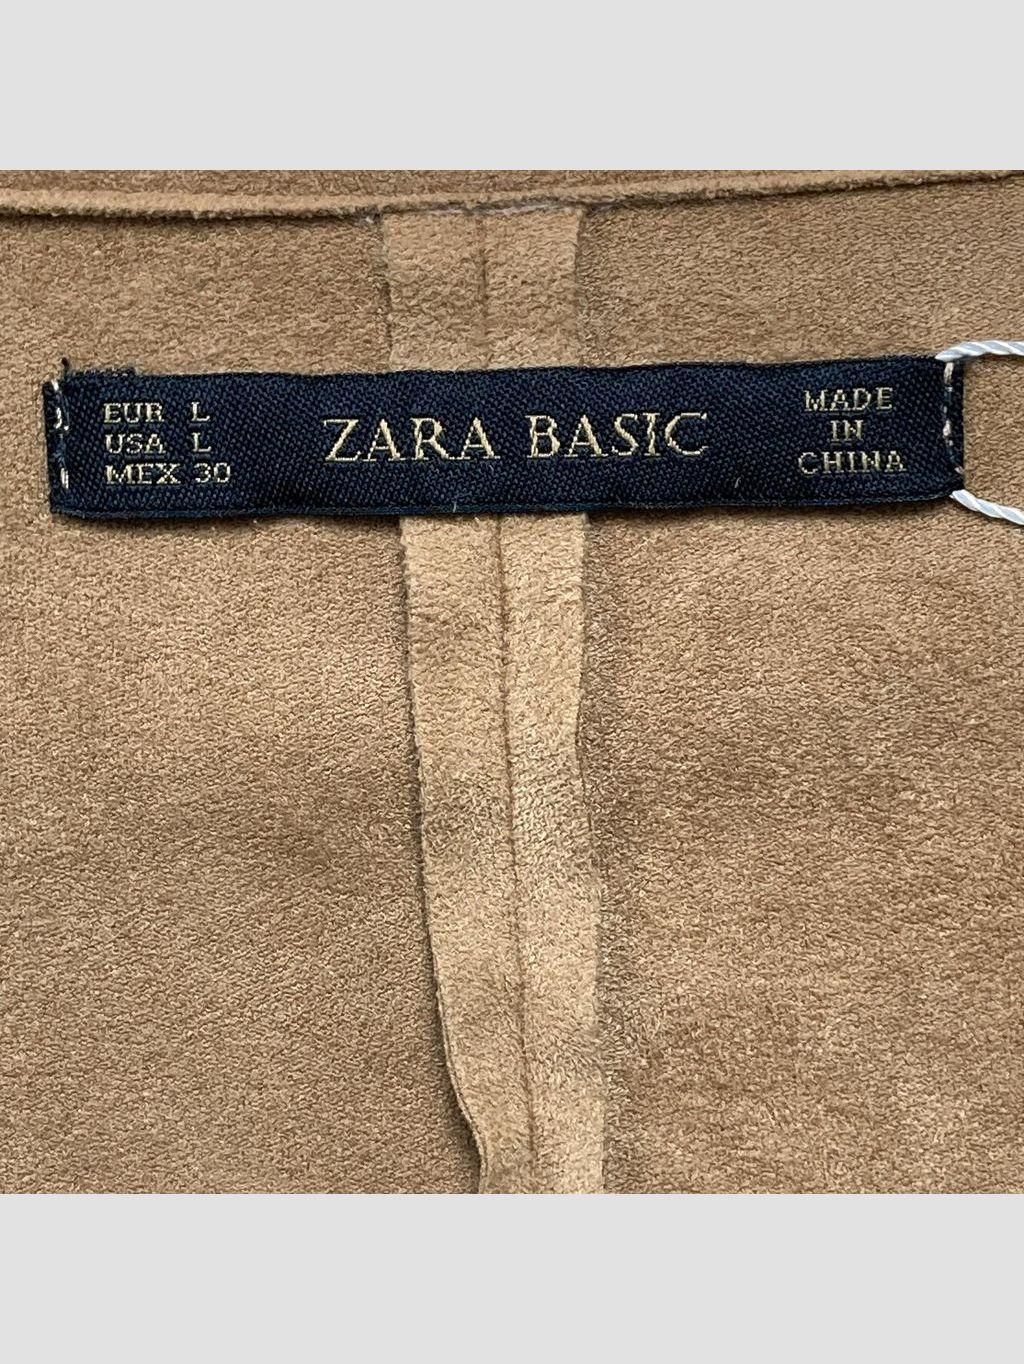 EUR L
USA L
MEX 30
ZARA BASIC
MADE
IN
CHINA